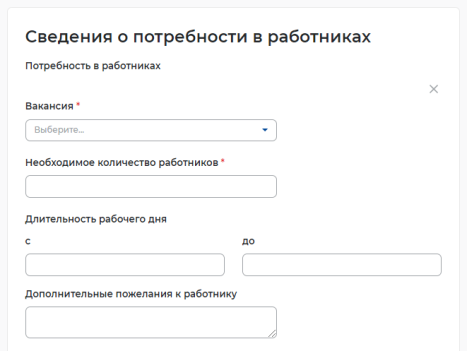 Сведения о потребности в работниках
Потребность в работниках
Вакансия *
Выберите...
Необходимое количество работников *
Длительность рабочего дня
с до
Дополнительные пожелания к работнику